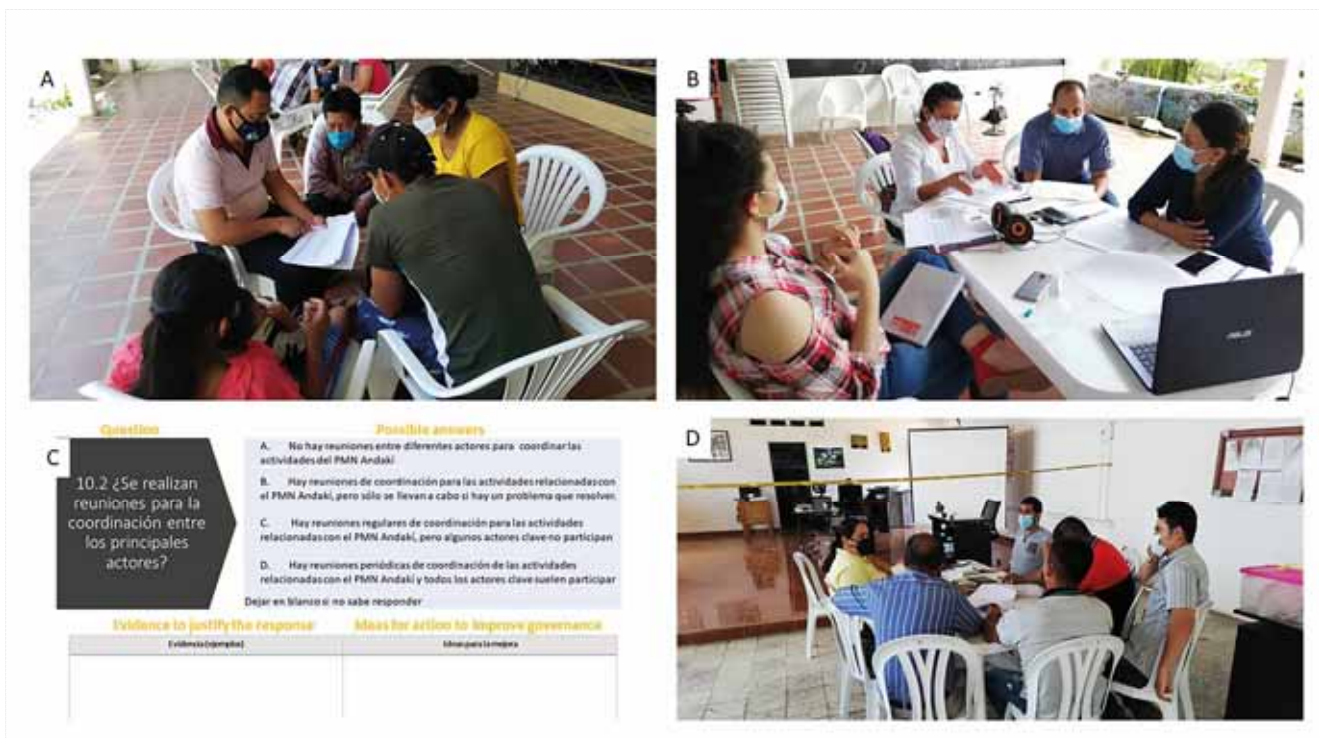 A
B
C
Question
10.2 ¿Se realizan
reuniones para la
coordinación entre
los principales
actores?
Possible answers
A. No hay reuniones entre diferentes actores para coordinar las
actividades del PMN Andakí
B. Hay reuniones de coordinación para las actividades relacionadas con
el PMN Andakí, pero sólo se llevan a cabo si hay un problema que resolver.
C. Hay reuniones regulares de coordinación para las actividades
relacionadas con el PMN Andakí, pero algunos actores clave no participan
D. Hay reuniones periódicas de coordinación de las actividades
relacionadas con el PMN Andakí y todos los actores clave suelen participar
Dejar en blanco si no sabe responder
Evidence to justify the response
Ideas for action to improve governance
Evidencia (ejemplos)
Ideas para la mejora
D
ASUS